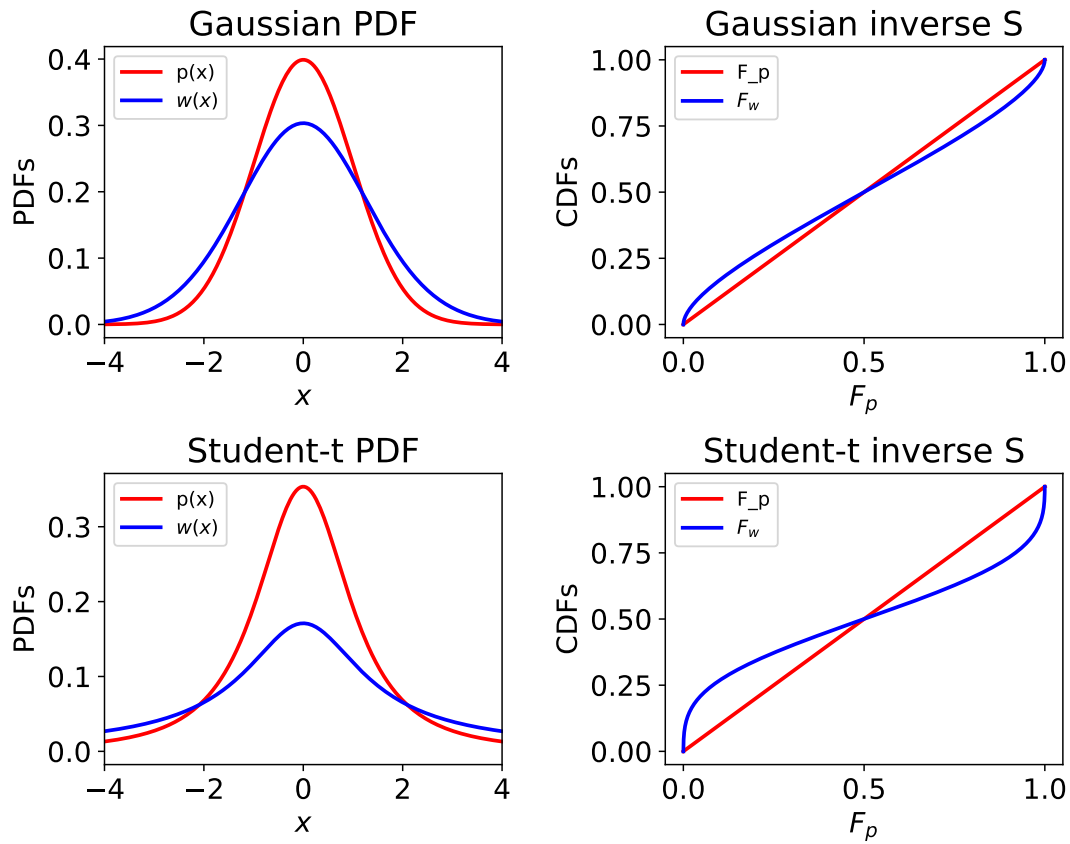 Gaussian PDF
p(x)
w(x)
PDFs
0.4
0.3
0.2
0.1
0.0
−4
−2
0
2
4
x
Gaussian inverse S
F_p
F_w
CDFs
1.00
0.75
0.50
0.25
0.00
0.0
0.5
1.0
F_p
Student-t PDF
p(x)
w(x)
PDFs
0.3
0.2
0.1
0.0
−4
−2
0
2
4
x
Student-t inverse S
F_p
F_w
CDFs
1.00
0.75
0.50
0.25
0.00
0.0
0.5
1.0
F_p